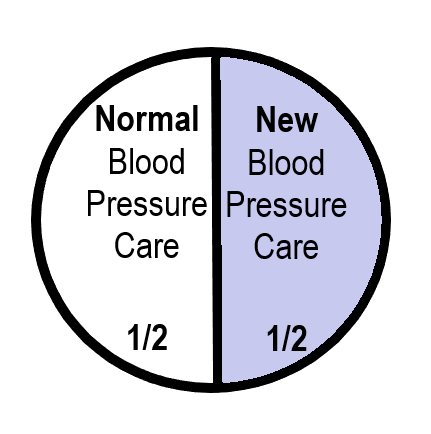 Normal
Blood
Pressure
Care
1/2
New
Blood
Pressure
Care
1/2